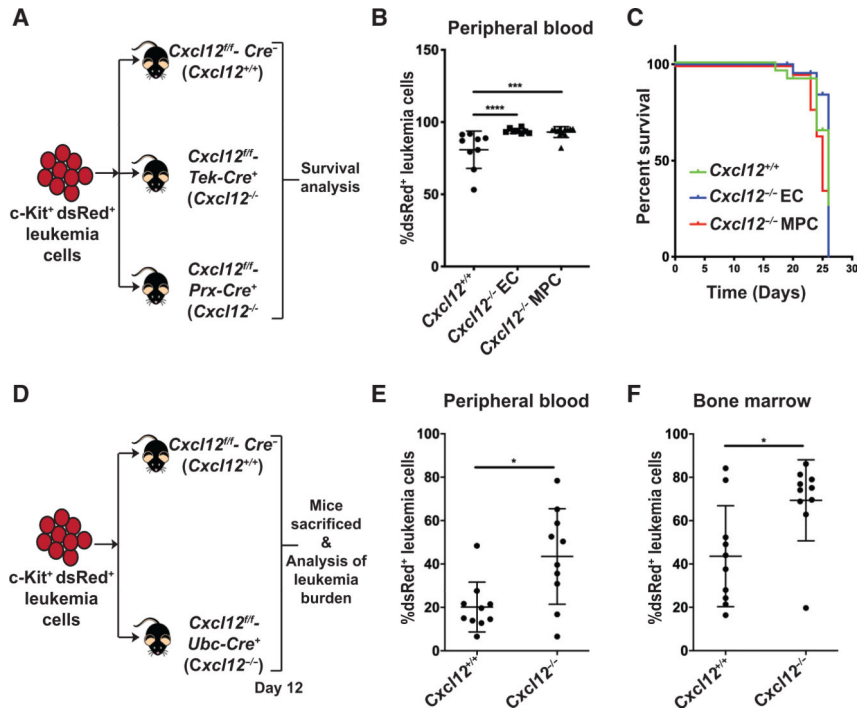 A
c-Kit⁺ dsRed⁺
leukemia
cells
Cxcl12f/f- Cre⁻
(Cxcl12+/+)
Cxcl12f/f-
Tek-Cre⁺
(Cxcl12-/-
Cxcl12f/f-
Prx-Cre⁺
(Cxcl12-/-
Survival
analysis
B
Peripheral blood
%dsRed⁺ leukemia cells
150
100
50
0
****
***
Cxcl12+/+
Cxcl12-/- EC
Cxcl12-/- MPC
C
Percent survival
100
50
0
Cxcl12+/+
Cxcl12-/- EC
Cxcl12-/- MPC
0 5 10 15 20 25 30
Time (Days)
D
c-Kit⁺ dsRed⁺
leukemia
cells
Cxcl12f/f- Cre⁻
(Cxcl12+/+)
Cxcl12f/f-
Ubc-Cre⁺
(Cxcl12-/-)
Mice
sacrificed
&
Analysis of
leukemia
burden
Day 12
E
Peripheral blood
%dsRed⁺ leukemia cells
100
80
60
40
20
0
*
Cxcl12+/+
Cxcl12-/-
F
Bone marrow
%dsRed⁺ leukemia cells
100
80
60
40
20
0
*
Cxcl12+/+
Cxcl12-/-